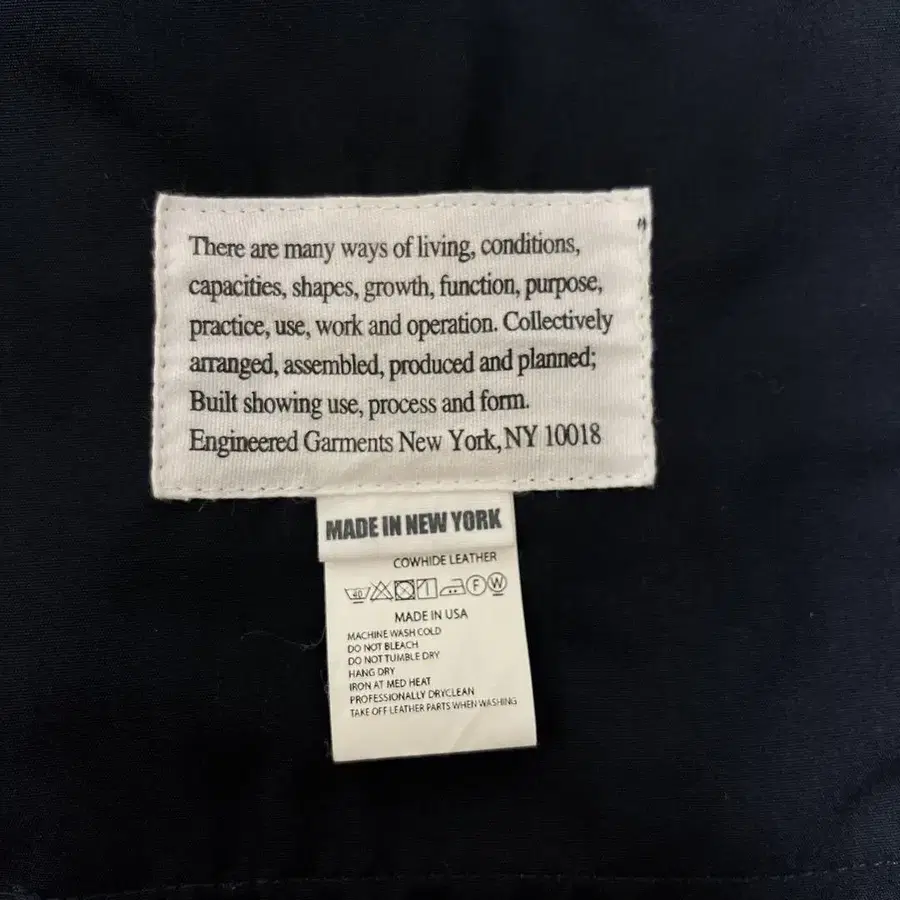 There are many ways of living, conditions,
capacities, shapes, growth, function, purpose,
practice, use, work and operation. Collectively
arranged, assembled, produced and planned;
Built showing use, process and form.
Engineered Garments New York, NY 10018
MADE IN NEW YORK
COWHIDE LEATHER
40 F W
MADE IN USA
MACHINE WASH COLD
DO NOT BLEACH
DO NOT TUMBLE DRY
HANG DRY
IRON AT MED HEAT
PROFESSIONALLY DRYCLEAN
TAKE OFF LEATHER PARTS WHEN WASHING